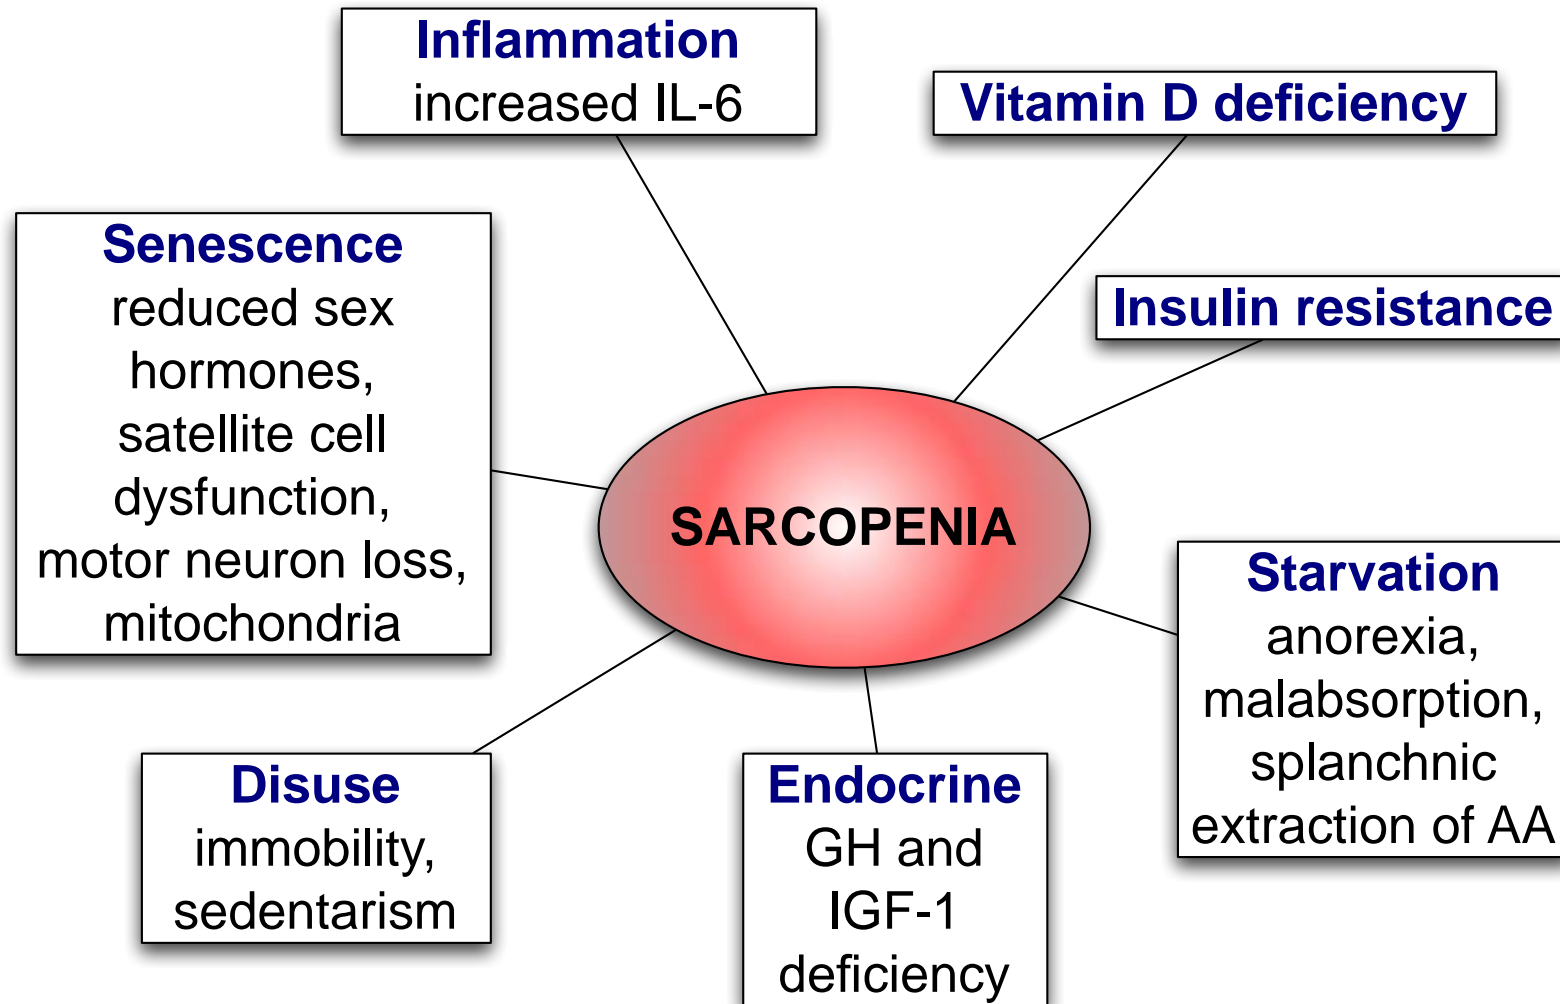 Inflammation
increased IL-6
Vitamin D deficiency
Senescence
reduced sex
hormones,
satellite cell
dysfunction,
motor neuron loss,
mitochondria
Insulin resistance
SARCOPENIA
Starvation
anorexia,
malabsorption,
splanchnic
extraction of AA
Disuse
immobility,
sedentarism
Endocrine
GH and
IGF-1
deficiency